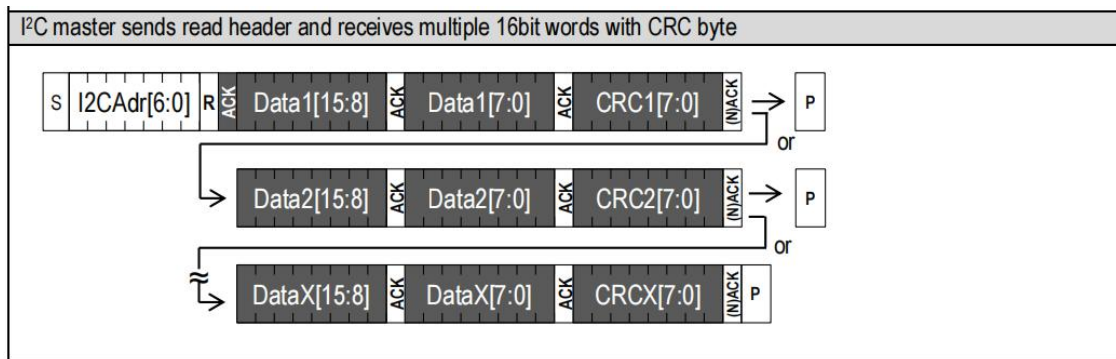 I²C master sends read header and receives multiple 16bit words with CRC byte
S I2CAdr[6:0] R ACK Data1[15:8] ACK Data1[7:0] ACK CRC1[7:0] (N)ACK P
or
Data2[15:8] ACK Data2[7:0] ACK CRC2[7:0] (N)ACK P
or
DataX[15:8] ACK DataX[7:0] ACK CRCX[7:0] (N)ACK P